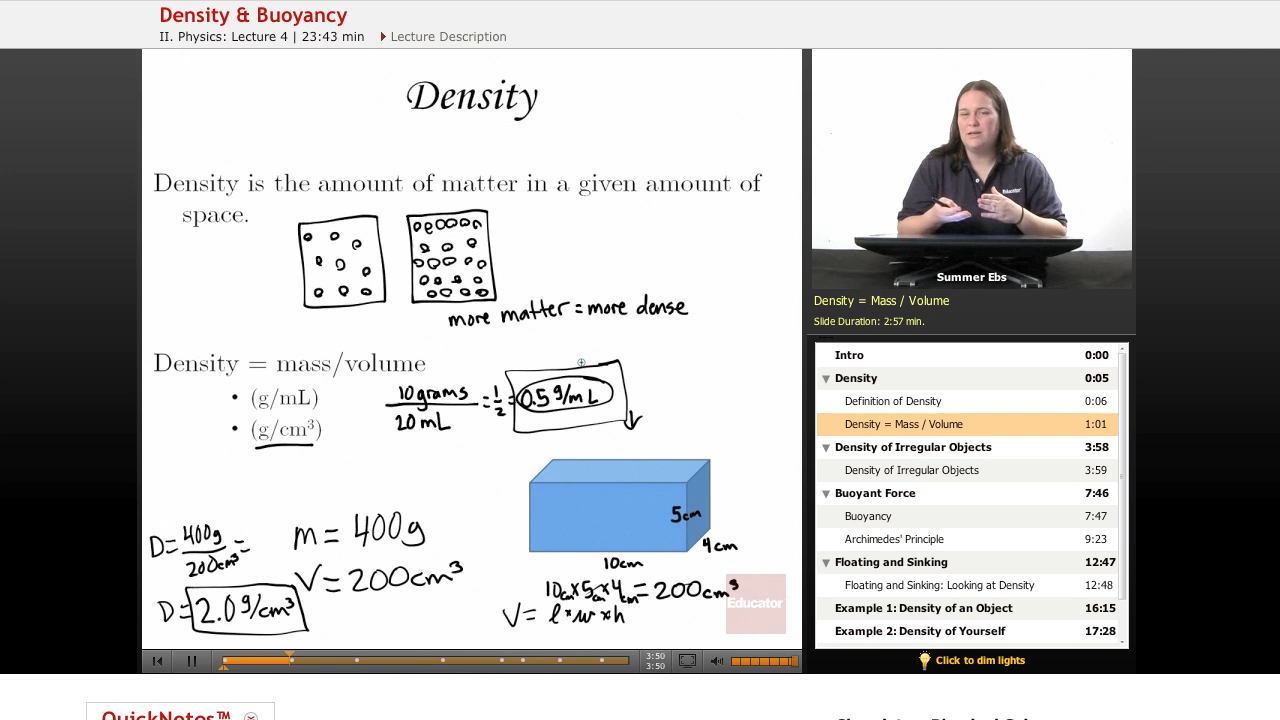 Density & Buoyancy
II. Physics: Lecture 4 | 23:43 min
Lecture Description
Density
Density is the amount of matter in a given amount of
space.
more matter = more dense
Density = mass/volume
• (g/mL)
• (g/cm³)
10 grams
20 mL
= 1/2 = 0.5 g/mL
5cm
4cm
10cm
10cm x 5cm x 4cm = 200cm³
V = l * w * h
m = 400g
V = 200cm³
D = 400g
200cm³ =
D = 2.0 g/cm³
Educator
3:50
3:50
Educator
Summer Ebs
Density = Mass / Volume
Slide Duration: 2:57 min.
Intro 0:00
Density 0:05
Definition of Density 0:06
Density = Mass / Volume 1:01
Density of Irregular Objects 3:58
Density of Irregular Objects 3:59
Buoyant Force 7:46
Buoyancy 7:47
Archimedes' Principle 9:23
Floating and Sinking 12:47
Floating and Sinking: Looking at Density 12:48
Example 1: Density of an Object 16:15
Example 2: Density of Yourself 17:28
Click to dim lights
QuickNotes™